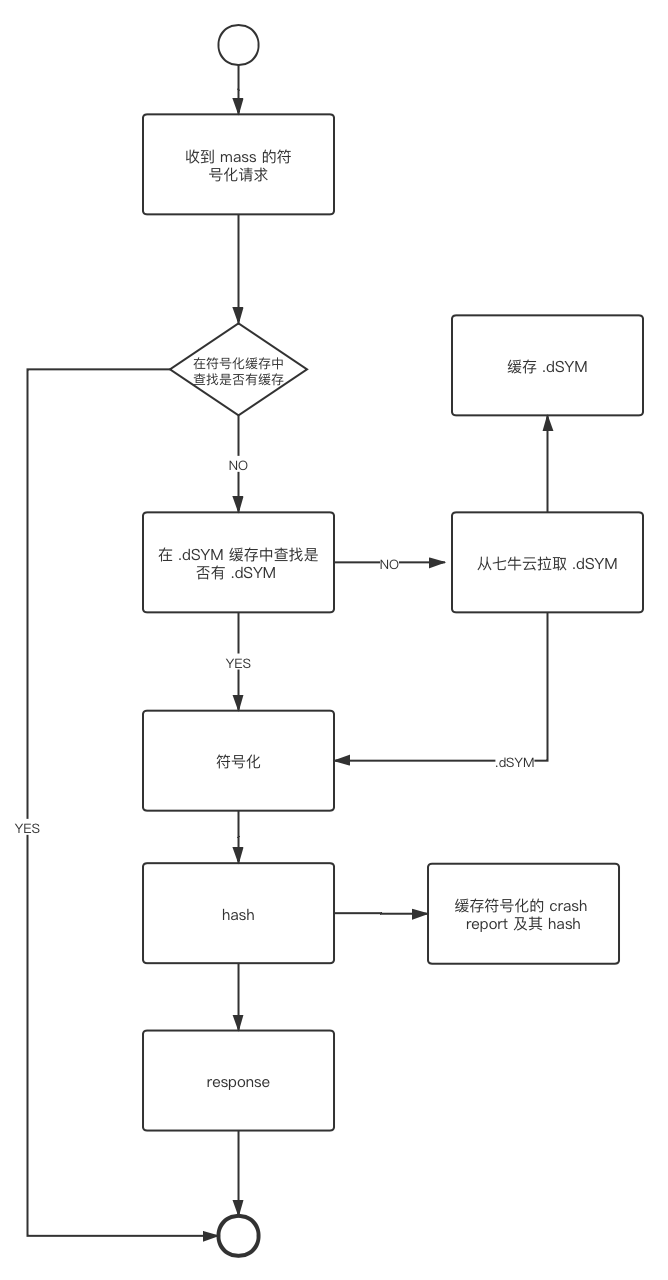 收到 mass 的符
号化请求
在符号化缓存中
查找是否有缓存
缓存 .dSYM
NO
在 .dSYM 缓存中查找是
否有 .dSYM
NO
从七牛云拉取 .dSYM
YES
符号化
.dSYM
YES
hash
缓存符号化的 crash
report 及其 hash
response